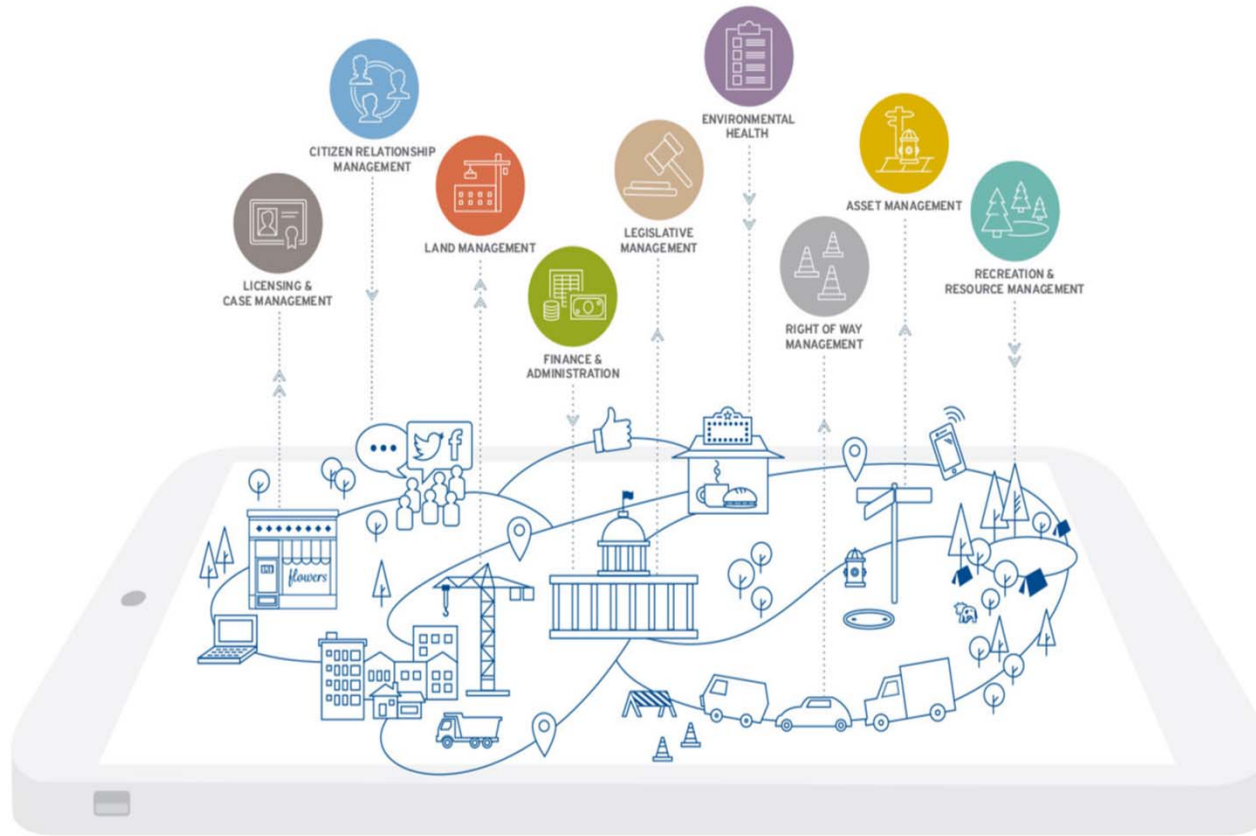 ENVIRONMENTAL
HEALTH
CITIZEN RELATIONSHIP
MANAGEMENT
ASSET MANAGEMENT
LAND MANAGEMENT
LEGISLATIVE
MANAGEMENT
RECREATION &
RESOURCE MANAGEMENT
LICENSING &
CASE MANAGEMENT
RIGHT OF WAY
MANAGEMENT
FINANCE &
ADMINISTRATION
f
flowers